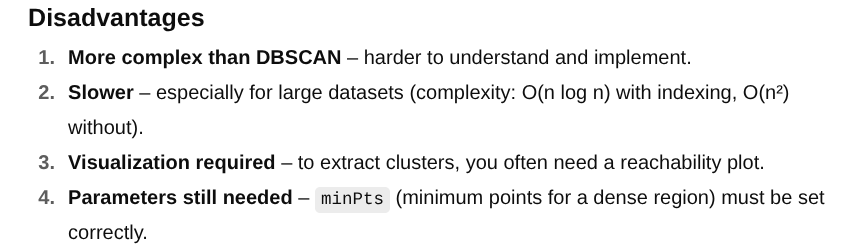 Disadvantages
1. More complex than DBSCAN – harder to understand and implement.
2. Slower – especially for large datasets (complexity: O(n log n) with indexing, O(n²)
without).
3. Visualization required – to extract clusters, you often need a reachability plot.
4. Parameters still needed – minPts (minimum points for a dense region) must be set
correctly.